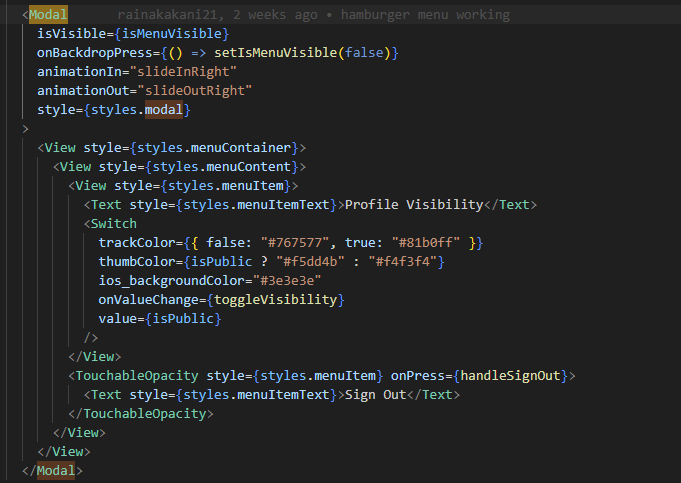 <Modal rainakakani21, 2 weeks ago • hamburger menu working
isVisible={isMenuVisible}
onBackdropPress={() => setIsMenuVisible(false)}
animationIn="slideInRight"
animationOut="slideOutRight"
style={styles.modal}
>
<View style={styles.menuContainer}>
<View style={styles.menuContent}>
<View style={styles.menuItem}>
<Text style={styles.menuItemText}>Profile Visibility</Text>
<Switch
trackColor={{ false: "#767577", true: "#81b0ff" }}
thumbColor={isPublic ? "#f5dd4b" : "#f4f3f4"}
ios_backgroundColor="#3e3e3e"
onValueChange={toggleVisibility}
value={isPublic}
/>
</View>
<TouchableOpacity style={styles.menuItem} onPress={handleSignOut}>
<Text style={styles.menuItemText}>Sign Out</Text>
</TouchableOpacity>
</View>
</View>
</Modal>